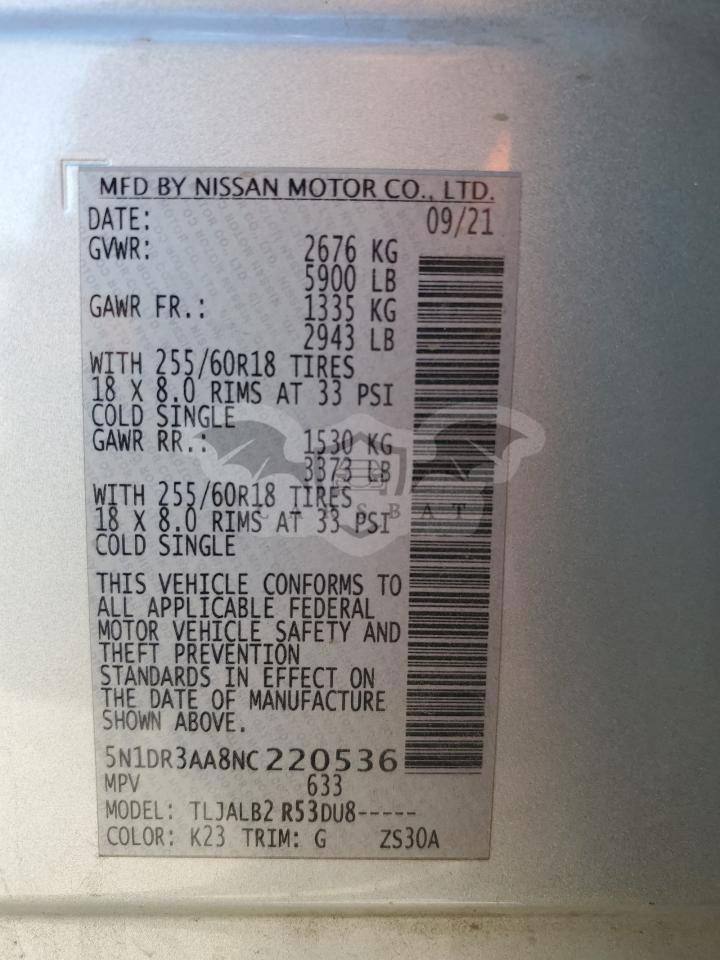 MFD BY NISSAN MOTOR CO., LTD.
DATE: 09/21
GVWR: 2676 KG
5900 LB
GAWR FR.: 1335 KG
2943 LB
WITH 255/60R18 TIRES
18 X 8.0 RIMS AT 33 PSI
COLD SINGLE
GAWR RR.: 1530 KG
3373 LB
WITH 255/60R18 TIRES
18 X 8.0 RIMS AT 33 PSI
COLD SINGLE
THIS VEHICLE CONFORMS TO
ALL APPLICABLE FEDERAL
MOTOR VEHICLE SAFETY AND
THEFT PREVENTION
STANDARDS IN EFFECT ON
THE DATE OF MANUFACTURE
SHOWN ABOVE.
5N1DR3AA8NC220536
MPV 633
MODEL: TLJALB2 R53DU8-----
COLOR: K23 TRIM: G ZS30A